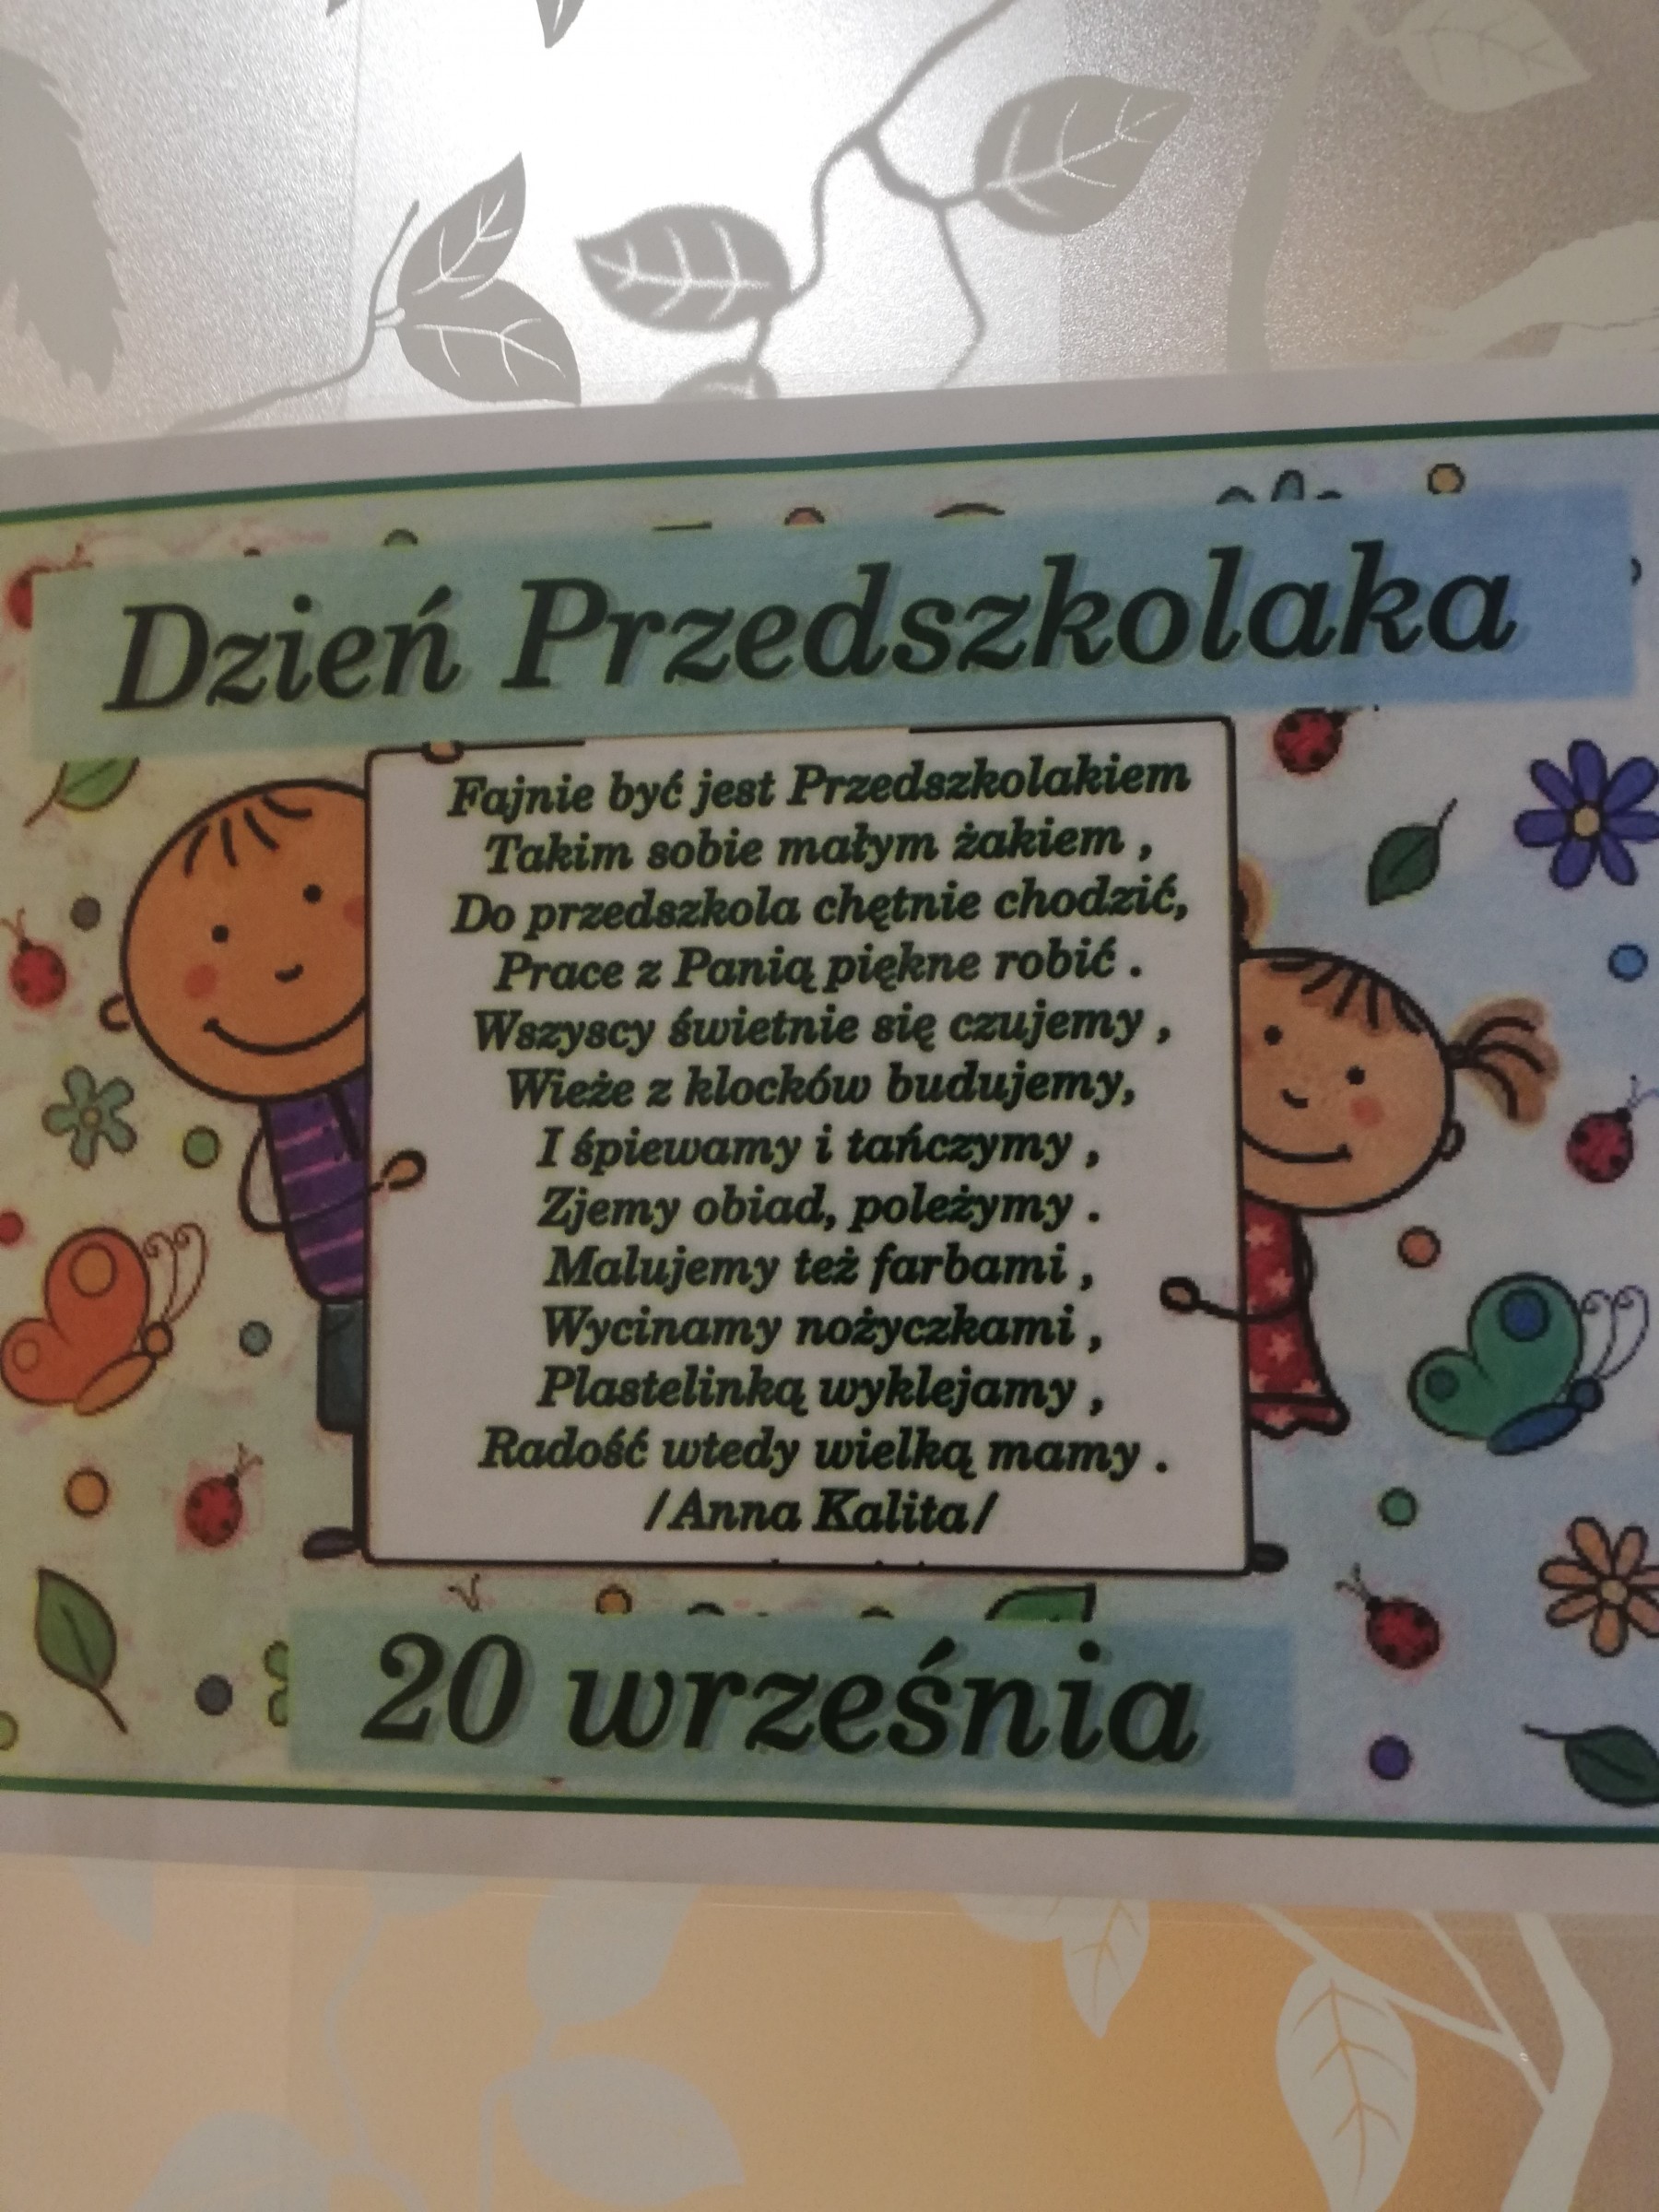 Dzień Przedszkolaka
Fajnie być jest Przedszkolakiem
Takim sobie małym żakiem ,
Do przedszkola chętnie chodzić,
Prace z Panią piękne robić .
Wszyscy świetnie się czujemy ,
Wieże z klocków budujemy,
I śpiewamy i tańczymy ,
Zjemy obiad, poleżymy .
Malujemy też farbami ,
Wycinamy nożyczkami ,
Plastelinką wyklejamy ,
Radość wtedy wielką mamy .
/Anna Kalita/
20 września